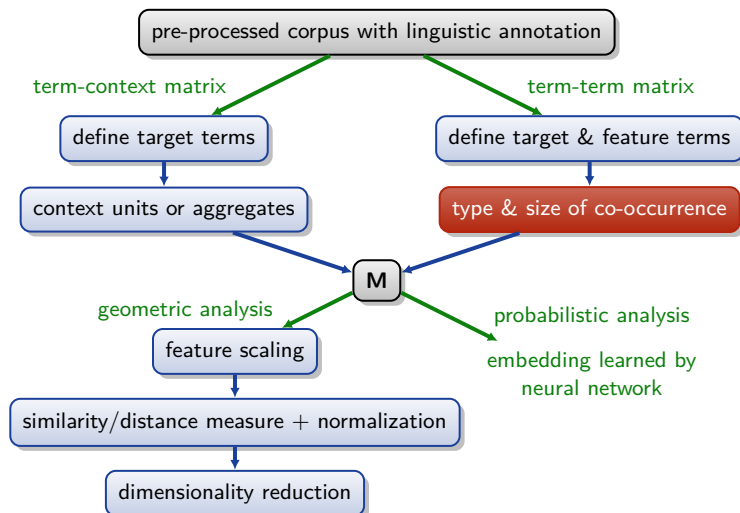 pre-processed corpus with linguistic annotation
term-context matrix
term-term matrix
define target terms
define target & feature terms
context units or aggregates
type & size of co-occurrence
M
geometric analysis
probabilistic analysis
feature scaling
embedding learned by
neural network
similarity/distance measure + normalization
dimensionality reduction